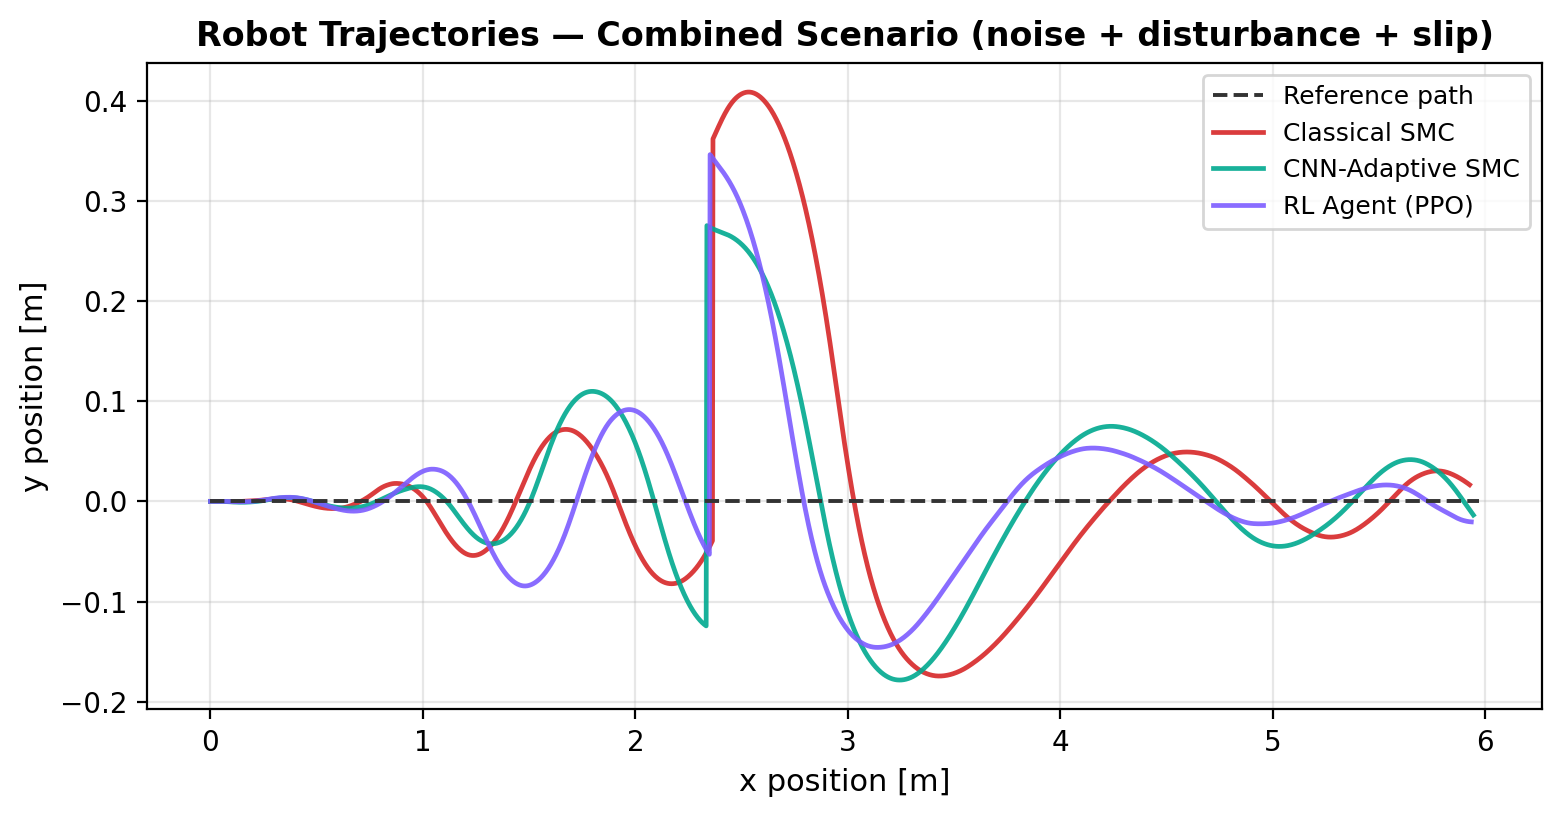 Robot Trajectories — Combined Scenario (noise + disturbance + slip)
Reference path
Classical SMC
CNN-Adaptive SMC
RL Agent (PPO)
y position [m]
0.4
0.3
0.2
0.1
0.0
−0.1
−0.2
0 1 2 3 4 5 6
x position [m]